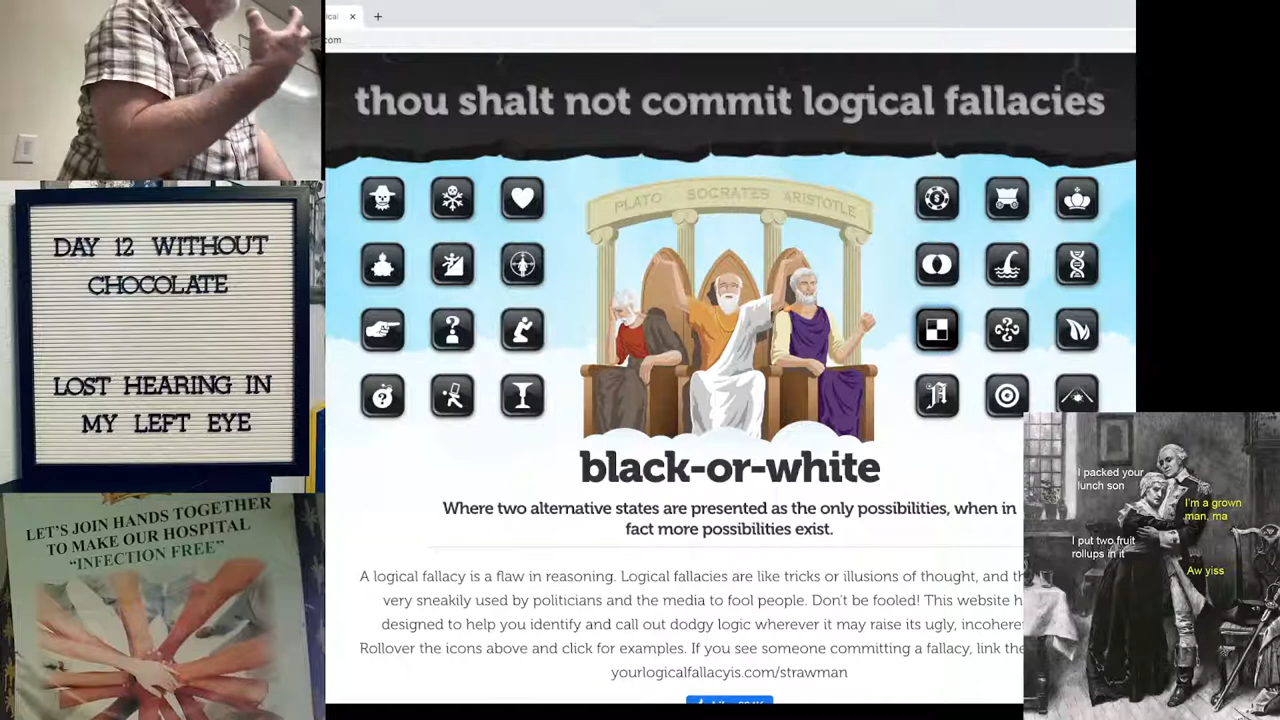 ical
com
thou shalt not commit logical fallacies
PLATO SOCRATES ARISTOTLE
black-or-white
Where two alternative states are presented as the only possibilities, when in
fact more possibilities exist.
A logical fallacy is a flaw in reasoning. Logical fallacies are like tricks or illusions of thought, and
very sneakily used by politicians and the media to fool people. Don't be fooled! This website
designed to help you identify and call out dodgy logic wherever it may raise its ugly,
Rollover the icons above and click for examples. If you see someone committing a fallacy, link
yourlogicalfallacyis.com/strawman
DAY 12 WITHOUT
CHOCOLATE
LOST HEARING IN
MY LEFT EYE
LET'S JOIN HANDS TOGETHER
TO MAKE OUR HOSPITAL
"INFECTION FREE"
I packed your
lunch son
I'm a grown
man, ma
I put two fruit
rollups in it
Aw yiss